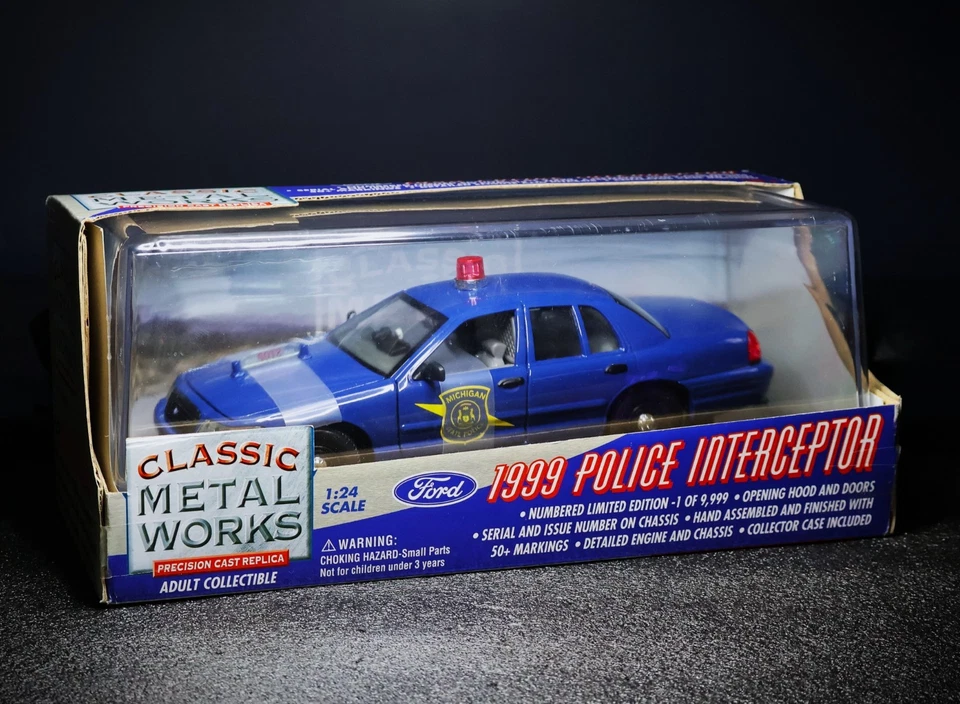 CLASSIC
METAL
WORKS
MICHIGAN
CLASSIC
METAL
WORKS
PRECISION CAST REPLICA
ADULT COLLECTIBLE
1:24
SCALE
Ford
1999 POLICE INTERCEPTOR
• NUMBERED LIMITED EDITION -1 OF 9,999 • OPENING HOOD AND DOORS
• SERIAL AND ISSUE NUMBER ON CHASSIS • HAND ASSEMBLED AND FINISHED WITH
50+ MARKINGS • DETAILED ENGINE AND CHASSIS • COLLECTOR CASE INCLUDED
⚠ WARNING:
CHOKING HAZARD-Small Parts
Not for children under 3 years